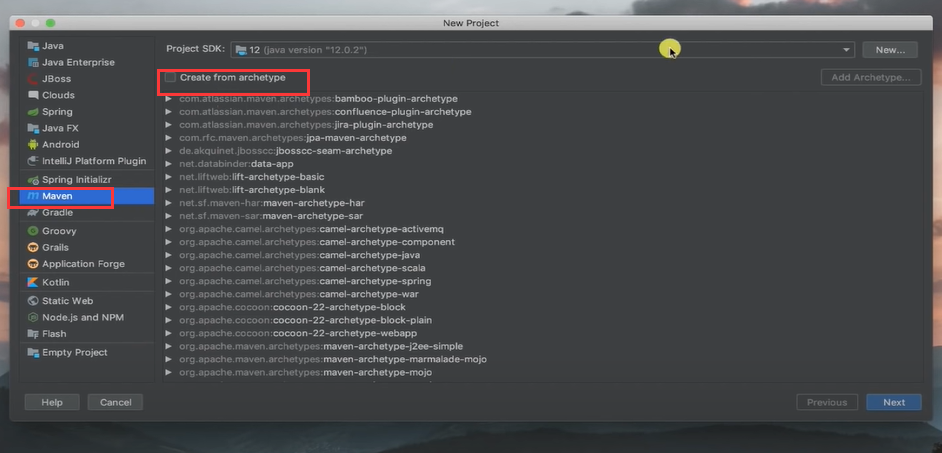 New Project
Java
Java Enterprise
JBoss
Clouds
Spring
Java FX
Android
IntelliJ Platform Plugin
Spring Initializr
Maven
Gradle
Groovy
Grails
Application Forge
Kotlin
Static Web
Node.js and NPM
Flash
Empty Project
Project SDK: 12 (java version "12.0.2") New...
Create from archetype Add Archetype...
com.atlassian.maven.archetypes:bamboo-plugin-archetype
com.atlassian.maven.archetypes:confluence-plugin-archetype
com.atlassian.maven.archetypes:jira-plugin-archetype
com.rfc.maven.archetypes:jpa-maven-archetype
de.akquinet.jbosscc:jbosscc-seam-archetype
net.databinder:data-app
net.liftweb:lift-archetype-basic
net.liftweb:lift-archetype-blank
net.sf.maven-har:maven-archetype-har
net.sf.maven-sar:maven-archetype-sar
org.apache.camel.archetypes:camel-archetype-activemq
org.apache.camel.archetypes:camel-archetype-component
org.apache.camel.archetypes:camel-archetype-java
org.apache.camel.archetypes:camel-archetype-scala
org.apache.camel.archetypes:camel-archetype-spring
org.apache.camel.archetypes:camel-archetype-war
org.apache.cocoon:cocoon-22-archetype-block
org.apache.cocoon:cocoon-22-archetype-block-plain
org.apache.cocoon:cocoon-22-archetype-webapp
org.apache.maven.archetypes:maven-archetype-j2ee-simple
org.apache.maven.archetypes:maven-archetype-marmalade-mojo
org.apache.maven.archetypes:maven-archetype-mojo
Help Cancel Previous Next